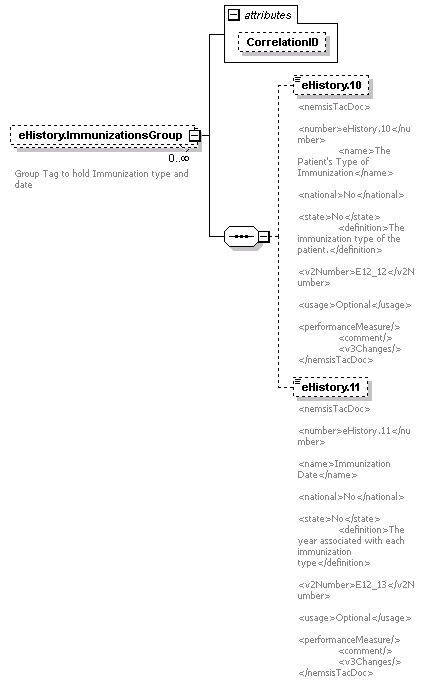 attributes
CorrelationID
eHistory.ImmunizationsGroup
0..∞
Group Tag to hold Immunization type and
date
eHistory.10
<nemsisTacDoc>
<number>eHistory.10</nu
mber>
<name>The
Patient's Type of
Immunization</name>
<national>No</national>
<state>No</state>
<definition>The
immunization type of the
patient.</definition>
<v2Number>E12_12</v2N
umber>
<usage>Optional</usage>
<performanceMeasure/>
<comment/>
<v3Changes/>
</nemsisTacDoc>
eHistory.11
<nemsisTacDoc>
<number>eHistory.11</nu
mber>
<name>Immunization
Date</name>
<national>No</national>
<state>No</state>
<definition>The
year associated with each
immunization
type</definition>
<v2Number>E12_13</v2N
umber>
<usage>Optional</usage>
<performanceMeasure/>
<comment/>
<v3Changes/>
</nemsisTacDoc>